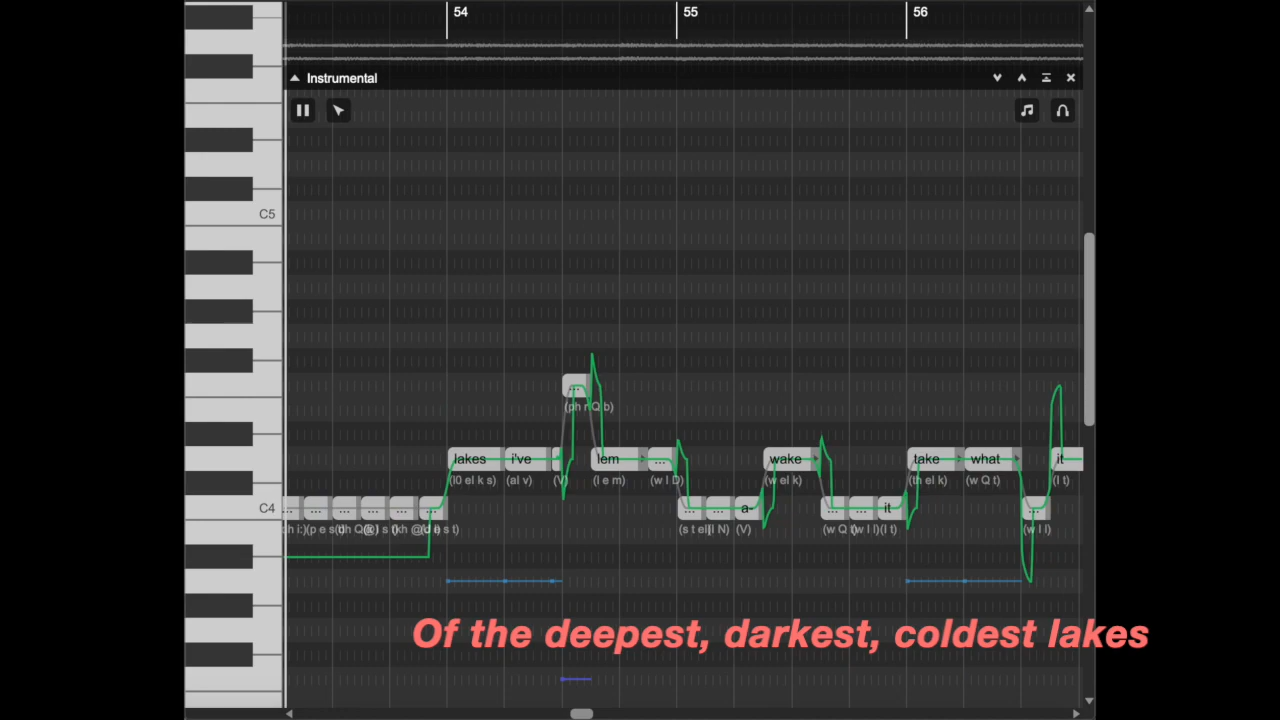 54 55 56
Instrumental
C5
...
(ph r Q b)
lakes i've lem ... wake take what it
(l0 eI k s) (aI v) (V) (l e m) (w I D) (w eI k) (th eI k) (w Q t) (I t)
C4 ... ... ... ... ... ... ... ... a- ... ... it ...
(V) (I t) (w I l)
Of the deepest, darkest, coldest lakes